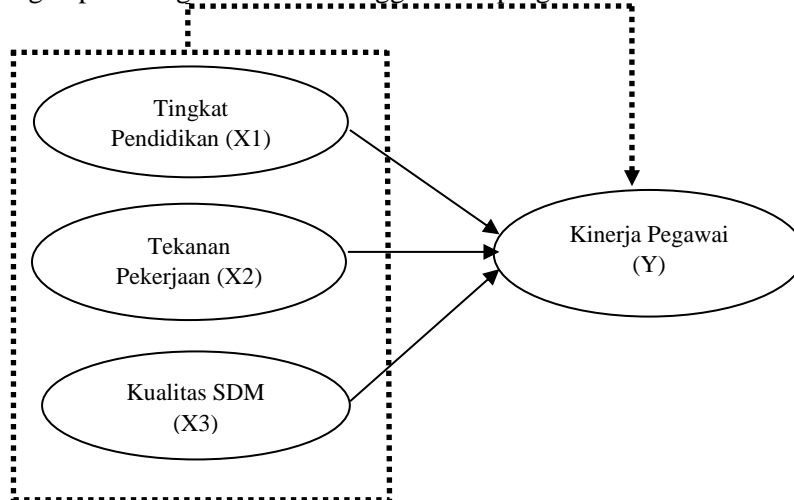 Tingkat
Pendidikan (X1)
Tekanan
Pekerjaan (X2)
Kualitas SDM
(X3)
Kinerja Pegawai
(Y)